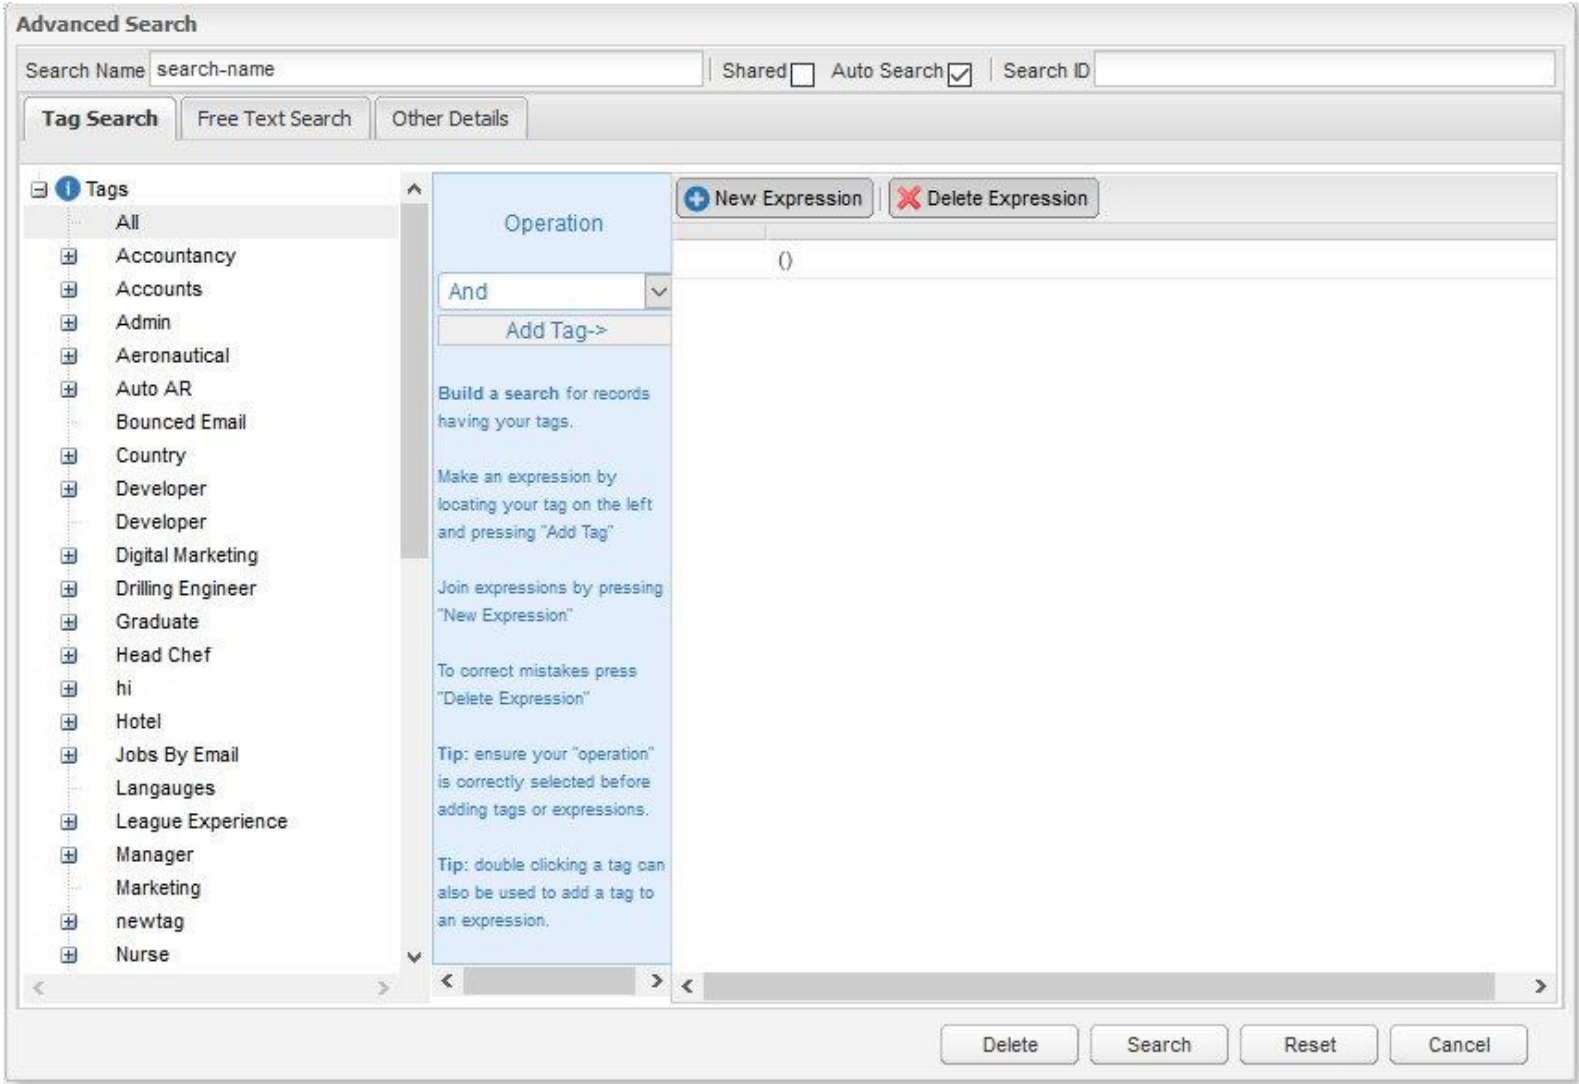 Advanced Search
Search Name search-name Shared Auto Search Search ID
Tag Search Free Text Search Other Details
Tags
All
Accountancy
Accounts
Admin
Aeronautical
Auto AR
Bounced Email
Country
Developer
Developer
Digital Marketing
Drilling Engineer
Graduate
Head Chef
hi
Hotel
Jobs By Email
Langauges
League Experience
Manager
Marketing
newtag
Nurse
Operation
And
Add Tag->
Build a search for records
having your tags.
Make an expression by
locating your tag on the left
and pressing "Add Tag"
Join expressions by pressing
"New Expression"
To correct mistakes press
"Delete Expression"
Tip: ensure your "operation"
is correctly selected before
adding tags or expressions.
Tip: double clicking a tag can
also be used to add a tag to
an expression.
New Expression Delete Expression
()
Delete Search Reset Cancel